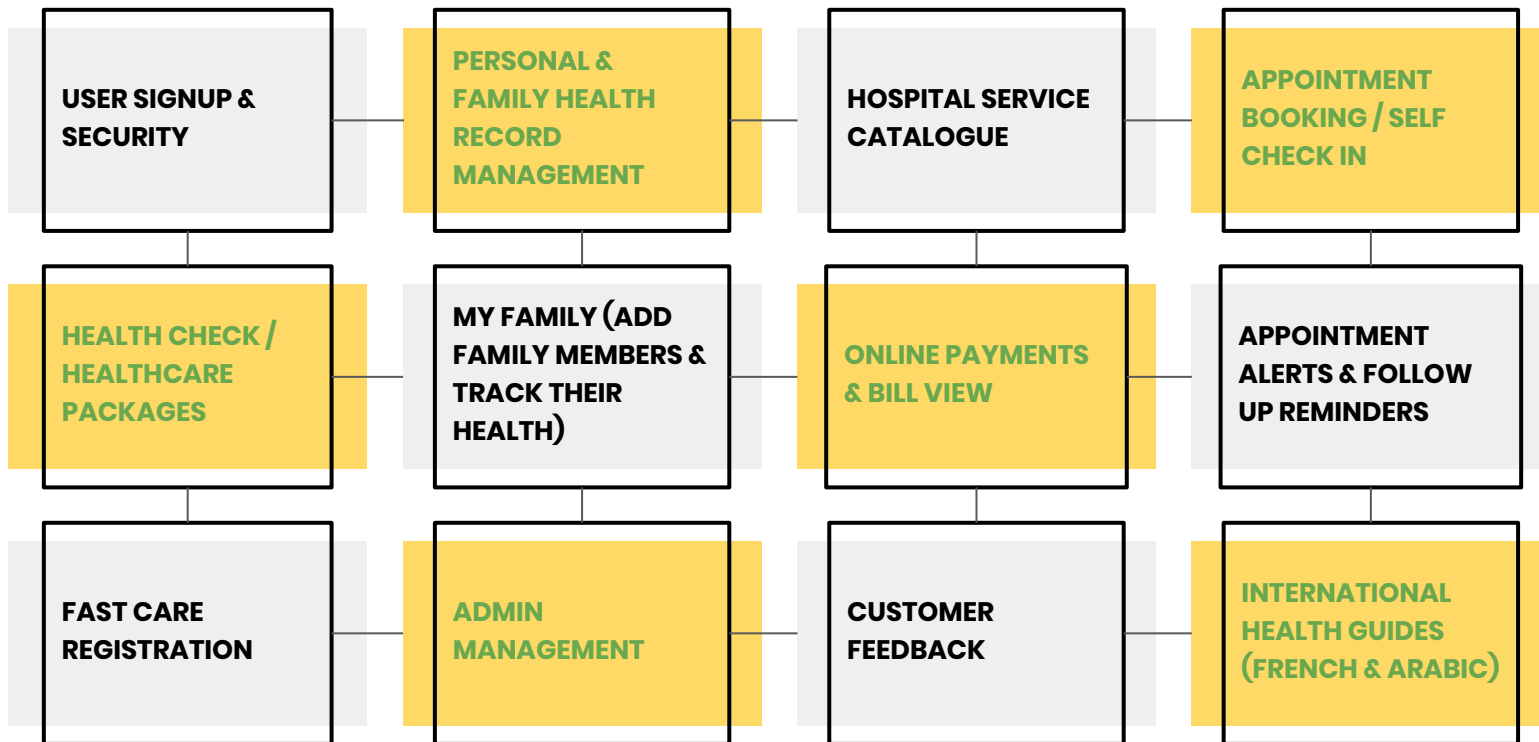 USER SIGNUP &
SECURITY
PERSONAL &
FAMILY HEALTH
RECORD
MANAGEMENT
HOSPITAL SERVICE
CATALOGUE
APPOINTMENT
BOOKING / SELF
CHECK IN
HEALTH CHECK /
HEALTHCARE
PACKAGES
MY FAMILY (ADD
FAMILY MEMBERS &
TRACK THEIR
HEALTH)
ONLINE PAYMENTS
& BILL VIEW
APPOINTMENT
ALERTS & FOLLOW
UP REMINDERS
FAST CARE
REGISTRATION
ADMIN
MANAGEMENT
CUSTOMER
FEEDBACK
INTERNATIONAL
HEALTH GUIDES
(FRENCH & ARABIC)